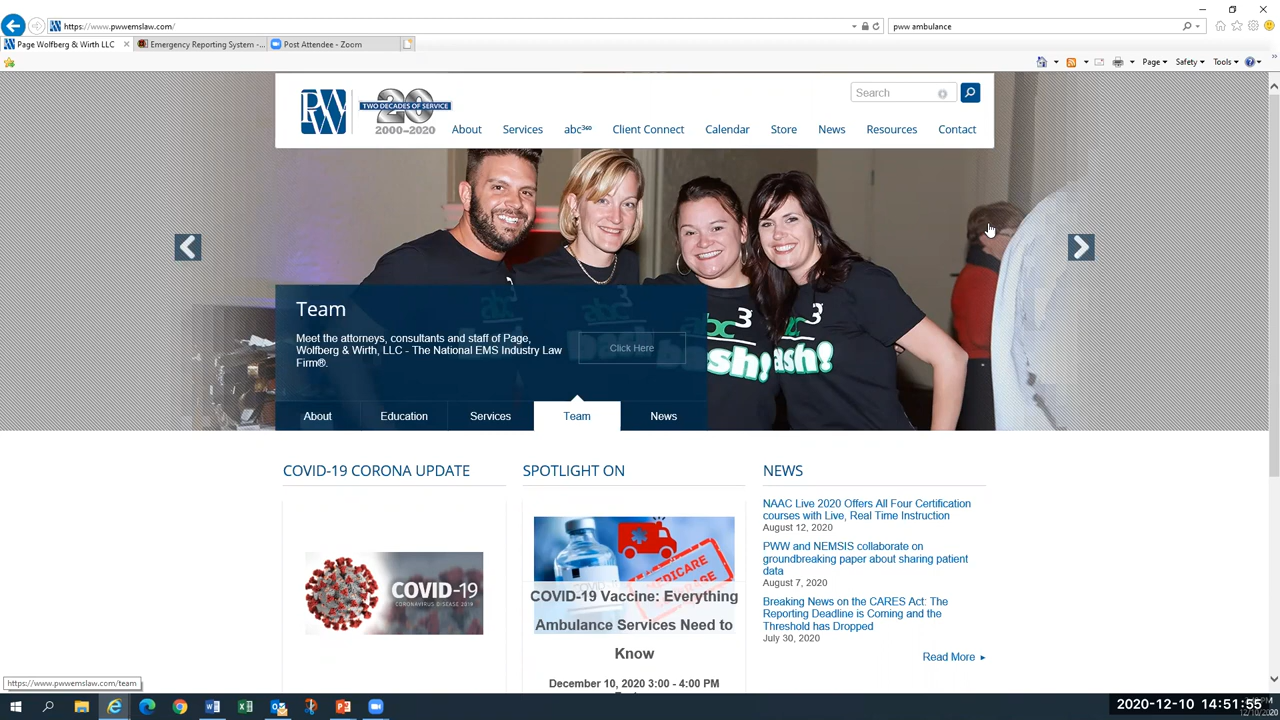 https://www.pwwemslaw.com/
pww ambulance
Page Wolfberg & Wirth LLC
Emergency Reporting System -...
Post Attendee - Zoom
Page
Safety
Tools
PW
20
TWO DECADES OF SERVICE
2000–2020
Search
About
Services
abc³⁶⁰
Client Connect
Calendar
Store
News
Resources
Contact
Team
Meet the attorneys, consultants and staff of Page,
Wolfberg & Wirth, LLC - The National EMS Industry Law
Firm®.
Click Here
About
Education
Services
Team
News
COVID-19 CORONA UPDATE
COVID-19
CORONAVIRUS DISEASE 2019
SPOTLIGHT ON
MEDICARE
COVID-19 Vaccine: Everything
Ambulance Services Need to
Know
December 10, 2020 3:00 - 4:00 PM
NEWS
NAAC Live 2020 Offers All Four Certification
courses with Live, Real Time Instruction
August 12, 2020
PWW and NEMSIS collaborate on
groundbreaking paper about sharing patient
data
August 7, 2020
Breaking News on the CARES Act: The
Reporting Deadline is Coming and the
Threshold has Dropped
July 30, 2020
Read More
https://www.pwwemslaw.com/team
2020-12-10 14:51:55